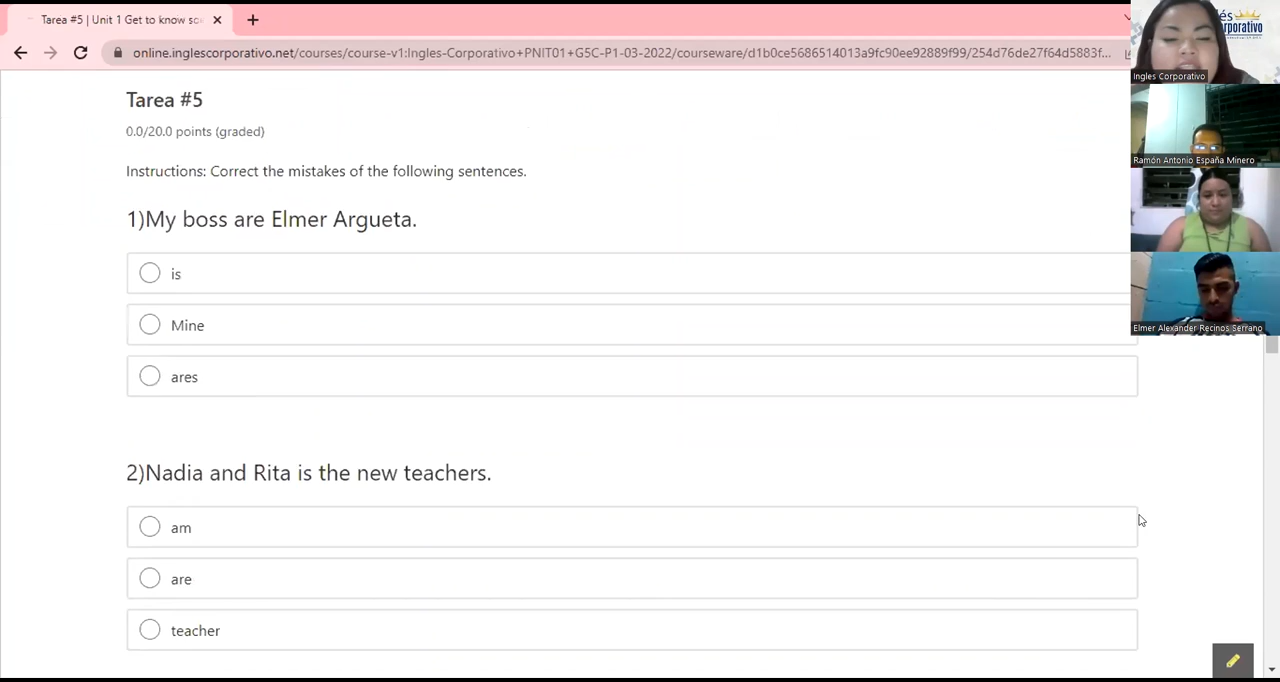 Tarea #5 | Unit 1 Get to know so
online.inglescorporativo.net/courses/course-v1:Ingles-Corporativo+PNIT01+G5C-P1-03-2022/courseware/d1b0ce5686514013a9fc90ee92889f99/254d76de27f64d5883f...
Ingles Corporativo
Ramón Antonio España Minero
Elmer Alexander Recinos Serrano
Tarea #5
0.0/20.0 points (graded)
Instructions: Correct the mistakes of the following sentences.
1)My boss are Elmer Argueta.
is
Mine
ares
2)Nadia and Rita is the new teachers.
am
are
teacher